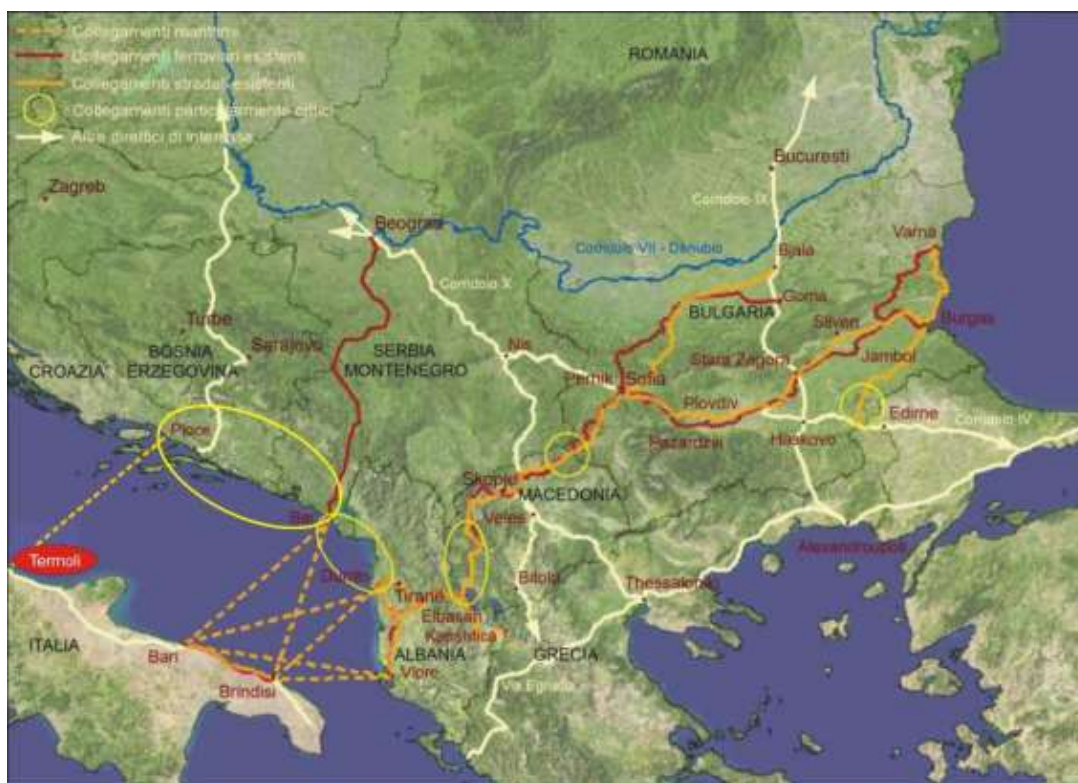 Collegamenti marittimi
Collegamenti ferroviari esistenti
Collegamenti stradali esistenti
Collegamenti particolarmente critici
Altre direttrici di interesse
ROMANIA
Zagreb
Bucuresti
Corridoio IX
Beograd
Varna
Corridoio VII - Danubio
Bjala
Corridoio X
Gorna
BULGARIA
Burgas
Turbe
Sliven
Nis
BOSNIA
ERZEGOVINA
Sarajevo
SERBIA
MONTENEGRO
Stara Zagora
Jambol
CROAZIA
Pernik
Sofia
Plovdiv
Edirne
Corridoio IV
Ploce
Pazardzik
Haskovo
Skopje
MACEDONIA
Bar
Veles
Alexandroupoli
Termoli
Durres
Tirane
Bitola
Thessaloniki
Elbasan
Kapshtica
ITALIA
Bari
ALBANIA
GRECIA
Vlore
Brindisi
Via Egnatia